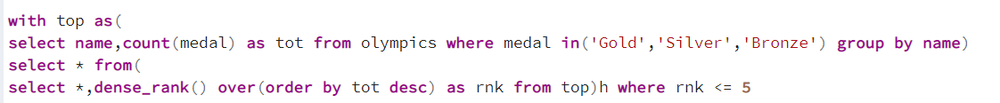 with top as(
select name,count(medal) as tot from olympics where medal in('Gold','Silver','Bronze') group by name)
select * from(
select *,dense_rank() over(order by tot desc) as rnk from top)h where rnk <= 5